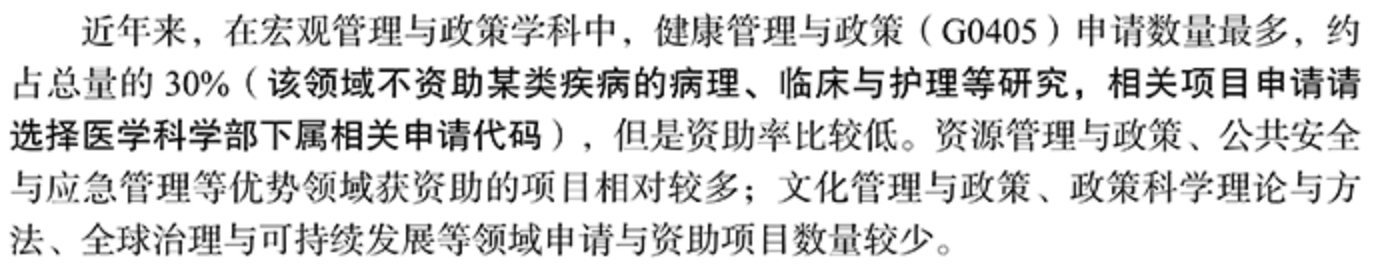 近年来，在宏观管理与政策学科中，健康管理与政策（G0405）申请数量最多，约
占总量的 30%（该领域不资助某类疾病的病理、临床与护理等研究，相关项目申请请
选择医学科学部下属相关申请代码），但是资助率比较低。资源管理与政策、公共安全
与应急管理等优势领域获资助的项目相对较多；文化管理与政策、政策科学理论与方
法、全球治理与可持续发展等领域申请与资助项目数量较少。